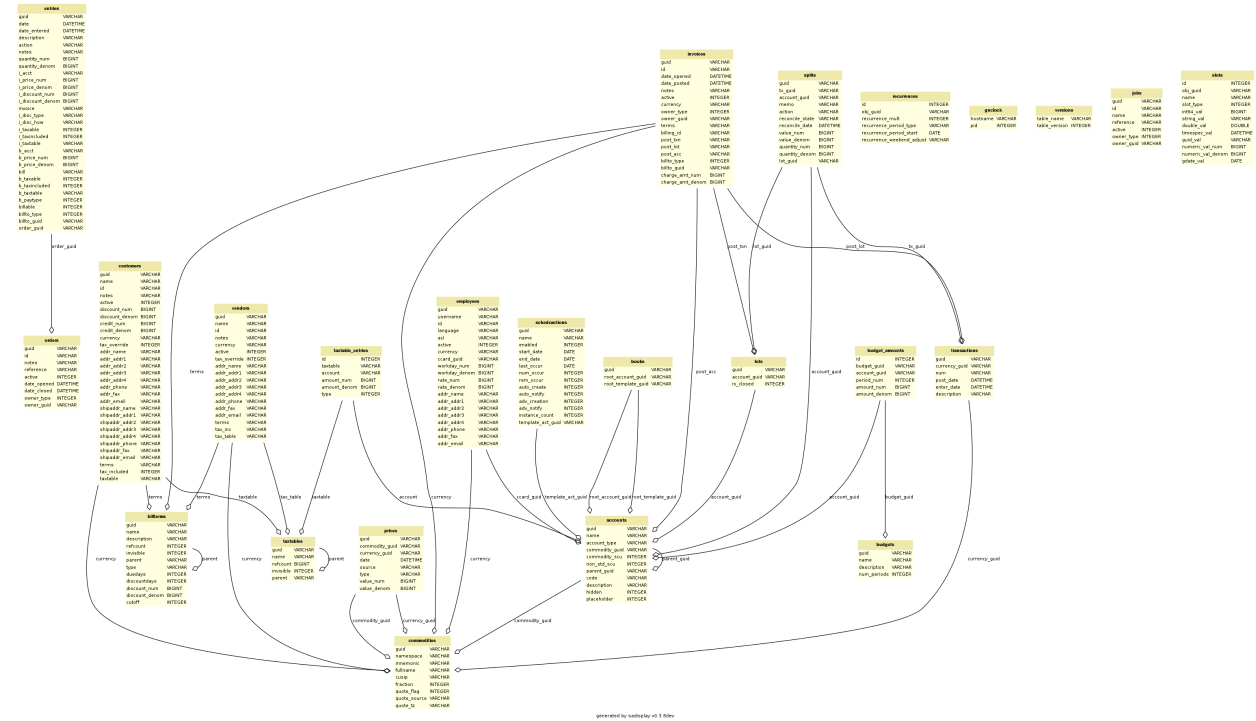 entries
guid VARCHAR
date DATETIME
date_entered DATETIME
description VARCHAR
action VARCHAR
notes VARCHAR
quantity_num BIGINT
quantity_denom BIGINT
i_acct VARCHAR
i_price_num BIGINT
i_price_denom BIGINT
i_discount_num BIGINT
i_discount_denom BIGINT
invoice VARCHAR
i_disc_type VARCHAR
i_disc_how VARCHAR
i_taxable INTEGER
i_taxincluded INTEGER
i_taxtable VARCHAR
b_acct VARCHAR
b_price_num BIGINT
b_price_denom BIGINT
bill VARCHAR
b_taxable INTEGER
b_taxincluded INTEGER
b_taxtable VARCHAR
b_paytype INTEGER
billable INTEGER
billto_type INTEGER
billto_guid VARCHAR
order_guid VARCHAR
invoices
guid VARCHAR
id VARCHAR
date_opened DATETIME
date_posted DATETIME
notes VARCHAR
active INTEGER
currency VARCHAR
owner_type INTEGER
owner_guid VARCHAR
terms VARCHAR
billing_id VARCHAR
post_txn VARCHAR
post_lot VARCHAR
post_acc VARCHAR
billto_type INTEGER
billto_guid VARCHAR
charge_amt_num BIGINT
charge_amt_denom BIGINT
splits
guid VARCHAR
tx_guid VARCHAR
account_guid VARCHAR
memo VARCHAR
action VARCHAR
reconcile_state VARCHAR
reconcile_date DATETIME
value_num BIGINT
value_denom BIGINT
quantity_num BIGINT
quantity_denom BIGINT
lot_guid VARCHAR
recurrences
id INTEGER
obj_guid VARCHAR
recurrence_mult INTEGER
recurrence_period_type VARCHAR
recurrence_period_start DATE
recurrence_weekend_adjust VARCHAR
gnclock
hostname VARCHAR
pid INTEGER
versions
table_name VARCHAR
table_version INTEGER
jobs
guid VARCHAR
id VARCHAR
name VARCHAR
reference VARCHAR
active INTEGER
owner_type INTEGER
owner_guid VARCHAR
slots
id INTEGER
obj_guid VARCHAR
name VARCHAR
slot_type INTEGER
int64_val BIGINT
string_val VARCHAR
double_val DOUBLE
timespec_val DATETIME
guid_val VARCHAR
numeric_val_num BIGINT
numeric_val_denom BIGINT
gdate_val DATE
order_guid
post_txn
lot_guid
post_lot
tx_guid
customers
guid VARCHAR
name VARCHAR
id VARCHAR
notes VARCHAR
active INTEGER
discount_num BIGINT
discount_denom BIGINT
credit_num BIGINT
credit_denom BIGINT
currency VARCHAR
tax_override INTEGER
addr_name VARCHAR
addr_addr1 VARCHAR
addr_addr2 VARCHAR
addr_addr3 VARCHAR
addr_addr4 VARCHAR
addr_phone VARCHAR
addr_fax VARCHAR
addr_email VARCHAR
shipaddr_name VARCHAR
shipaddr_addr1 VARCHAR
shipaddr_addr2 VARCHAR
shipaddr_addr3 VARCHAR
shipaddr_addr4 VARCHAR
shipaddr_phone VARCHAR
shipaddr_fax VARCHAR
shipaddr_email VARCHAR
terms VARCHAR
tax_included INTEGER
taxtable VARCHAR
orders
guid VARCHAR
id VARCHAR
notes VARCHAR
reference VARCHAR
active INTEGER
date_opened DATETIME
date_closed DATETIME
owner_type INTEGER
owner_guid VARCHAR
vendors
guid VARCHAR
name VARCHAR
id VARCHAR
notes VARCHAR
currency VARCHAR
active INTEGER
tax_override INTEGER
addr_name VARCHAR
addr_addr1 VARCHAR
addr_addr2 VARCHAR
addr_addr3 VARCHAR
addr_addr4 VARCHAR
addr_phone VARCHAR
addr_fax VARCHAR
addr_email VARCHAR
terms VARCHAR
tax_inc VARCHAR
tax_table VARCHAR
terms
taxtable_entries
id INTEGER
taxtable VARCHAR
account VARCHAR
amount_num BIGINT
amount_denom BIGINT
type INTEGER
employees
guid VARCHAR
username VARCHAR
id VARCHAR
language VARCHAR
acl VARCHAR
active INTEGER
currency VARCHAR
ccard_guid VARCHAR
workday_num BIGINT
workday_denom BIGINT
rate_num BIGINT
rate_denom BIGINT
addr_name VARCHAR
addr_addr1 VARCHAR
addr_addr2 VARCHAR
addr_addr3 VARCHAR
addr_addr4 VARCHAR
addr_phone VARCHAR
addr_fax VARCHAR
addr_email VARCHAR
schedxactions
guid VARCHAR
name VARCHAR
enabled INTEGER
start_date DATE
end_date DATE
last_occur DATE
num_occur INTEGER
rem_occur INTEGER
auto_create INTEGER
auto_notify INTEGER
adv_creation INTEGER
adv_notify INTEGER
instance_count INTEGER
template_act_guid VARCHAR
books
guid VARCHAR
root_account_guid VARCHAR
root_template_guid VARCHAR
post_acc
lots
guid VARCHAR
account_guid VARCHAR
is_closed INTEGER
account_guid
budget_amounts
id INTEGER
budget_guid VARCHAR
account_guid VARCHAR
period_num INTEGER
amount_num BIGINT
amount_denom BIGINT
transactions
guid VARCHAR
currency_guid VARCHAR
num VARCHAR
post_date DATETIME
enter_date DATETIME
description VARCHAR
terms
terms
taxtable
tax_table
taxtable
account
currency
ccard_guid
template_act_guid
root_account_guid
root_template_guid
account_guid
account_guid
budget_guid
billterms
guid VARCHAR
name VARCHAR
description VARCHAR
refcount INTEGER
invisible INTEGER
parent VARCHAR
type VARCHAR
duedays INTEGER
discountdays INTEGER
discount_num BIGINT
discount_denom BIGINT
cutoff INTEGER
parent
currency
currency
taxtables
guid VARCHAR
name VARCHAR
refcount BIGINT
invisible INTEGER
parent VARCHAR
parent
prices
guid VARCHAR
commodity_guid VARCHAR
currency_guid VARCHAR
date DATETIME
source VARCHAR
type VARCHAR
value_num BIGINT
value_denom BIGINT
currency
accounts
guid VARCHAR
name VARCHAR
account_type VARCHAR
commodity_guid VARCHAR
commodity_scu INTEGER
non_std_scu INTEGER
parent_guid VARCHAR
code VARCHAR
description VARCHAR
hidden INTEGER
placeholder INTEGER
parent_guid
budgets
guid VARCHAR
name VARCHAR
description VARCHAR
num_periods INTEGER
currency_guid
commodity_guid
currency_guid
commodity_guid
commodities
guid VARCHAR
namespace VARCHAR
mnemonic VARCHAR
fullname VARCHAR
cusip VARCHAR
fraction INTEGER
quote_flag INTEGER
quote_source VARCHAR
quote_tz VARCHAR
generated by sadisplay v0.3.8dev